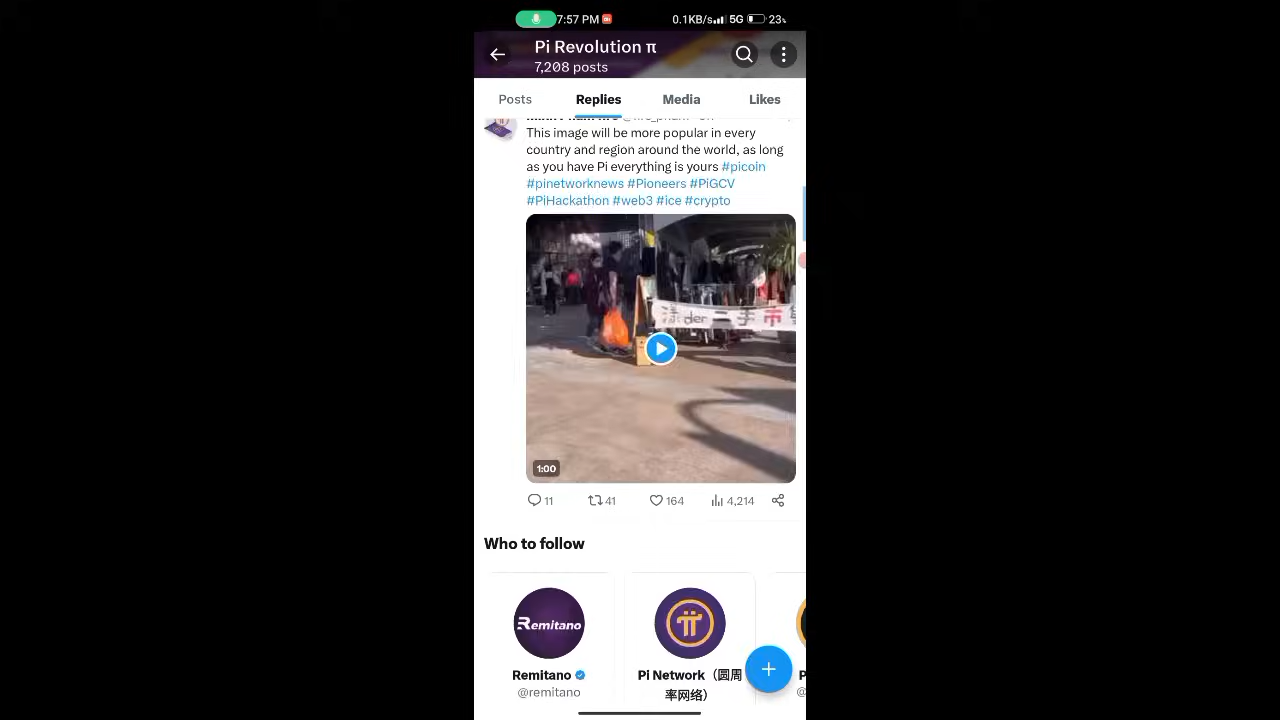 7:57 PM
0.1KB/s 5G 23%
Pi Revolution π
7,208 posts
Posts Replies Media Likes
This image will be more popular in every
country and region around the world, as long
as you have Pi everything is yours #picoin
#pinetworknews #Pioneers #PiGCV
#PiHackathon #web3 #ice #crypto
二手市
1:00
11 41 164 4,214
Who to follow
Remitano
Remitano
@remitano
Pi Network（圆周
率网络）